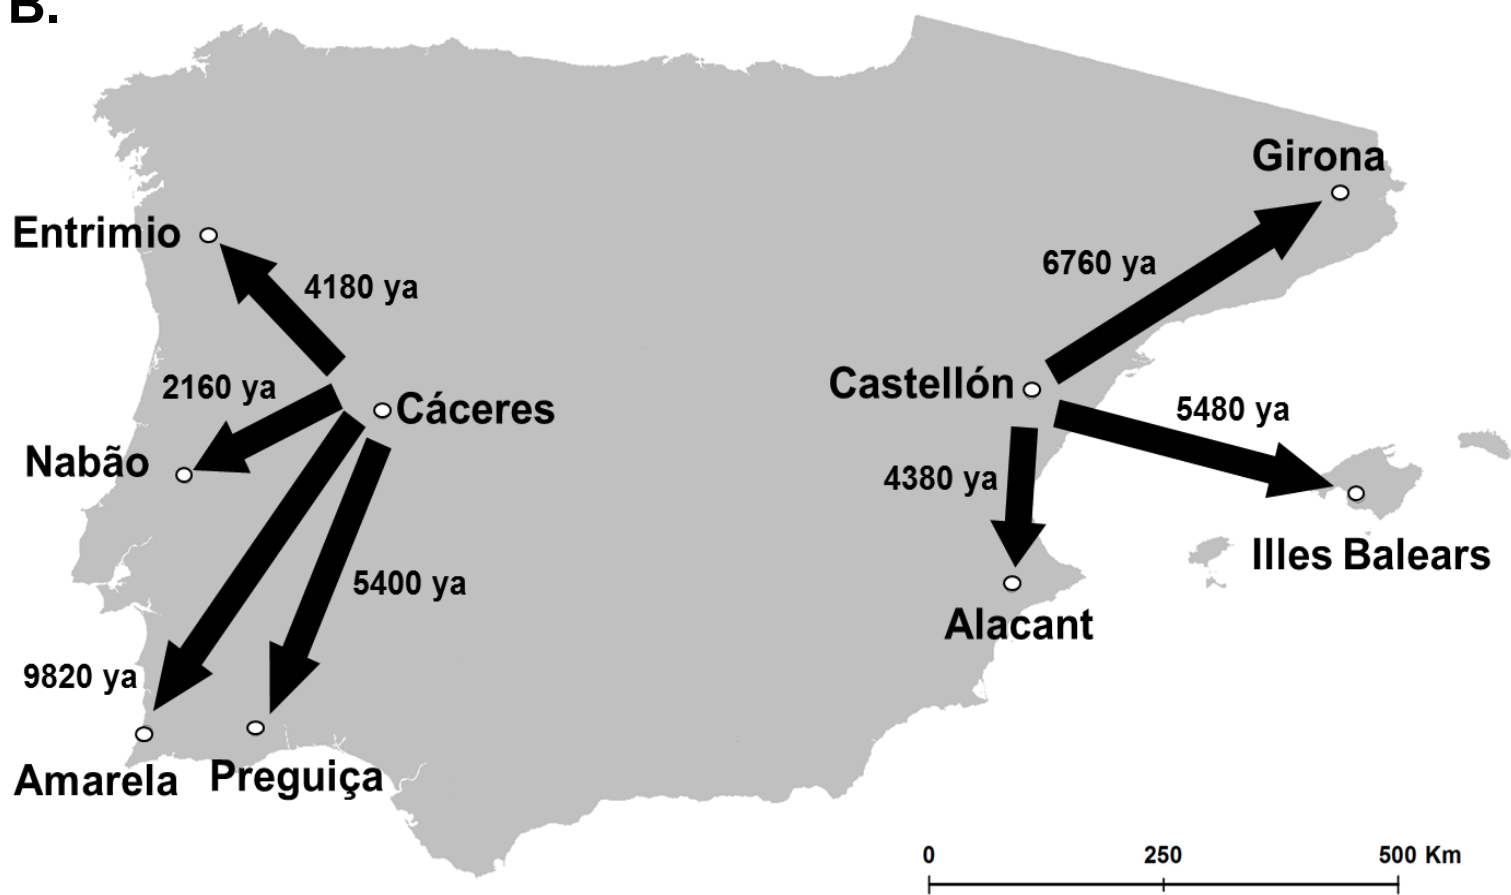 B.
Girona
Entrimio
6760 ya
4180 ya
2160 ya
Castellón
Cáceres
5480 ya
Nabão
4380 ya
Illes Balears
5400 ya
Alacant
9820 ya
Amarela
Preguiça
0 250 500 Km